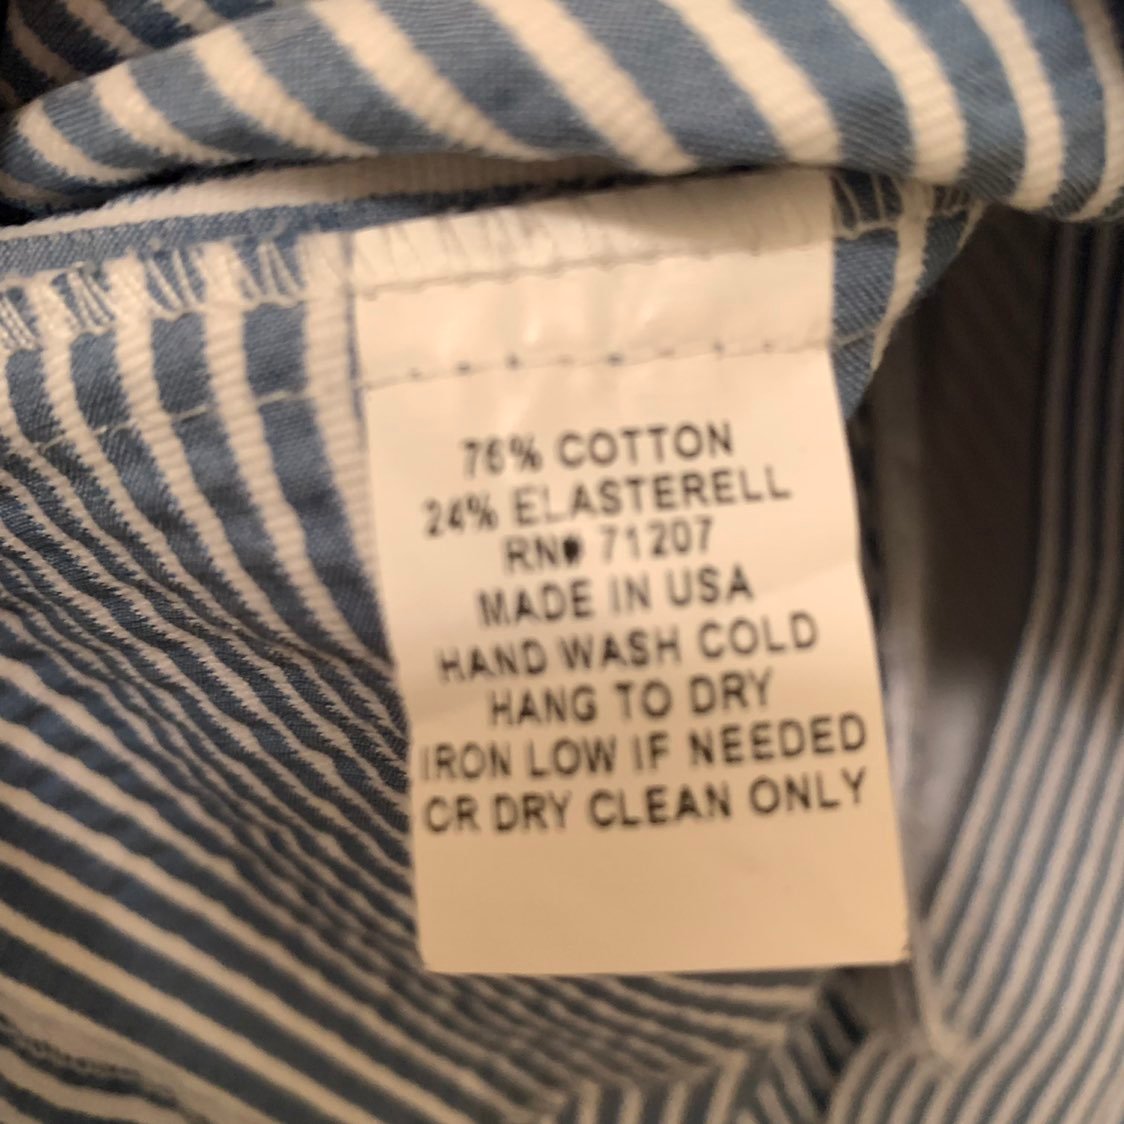 76% COTTON
24% ELASTERELL
RN# 71207
MADE IN USA
HAND WASH COLD
HANG TO DRY
IRON LOW IF NEEDED
CR DRY CLEAN ONLY